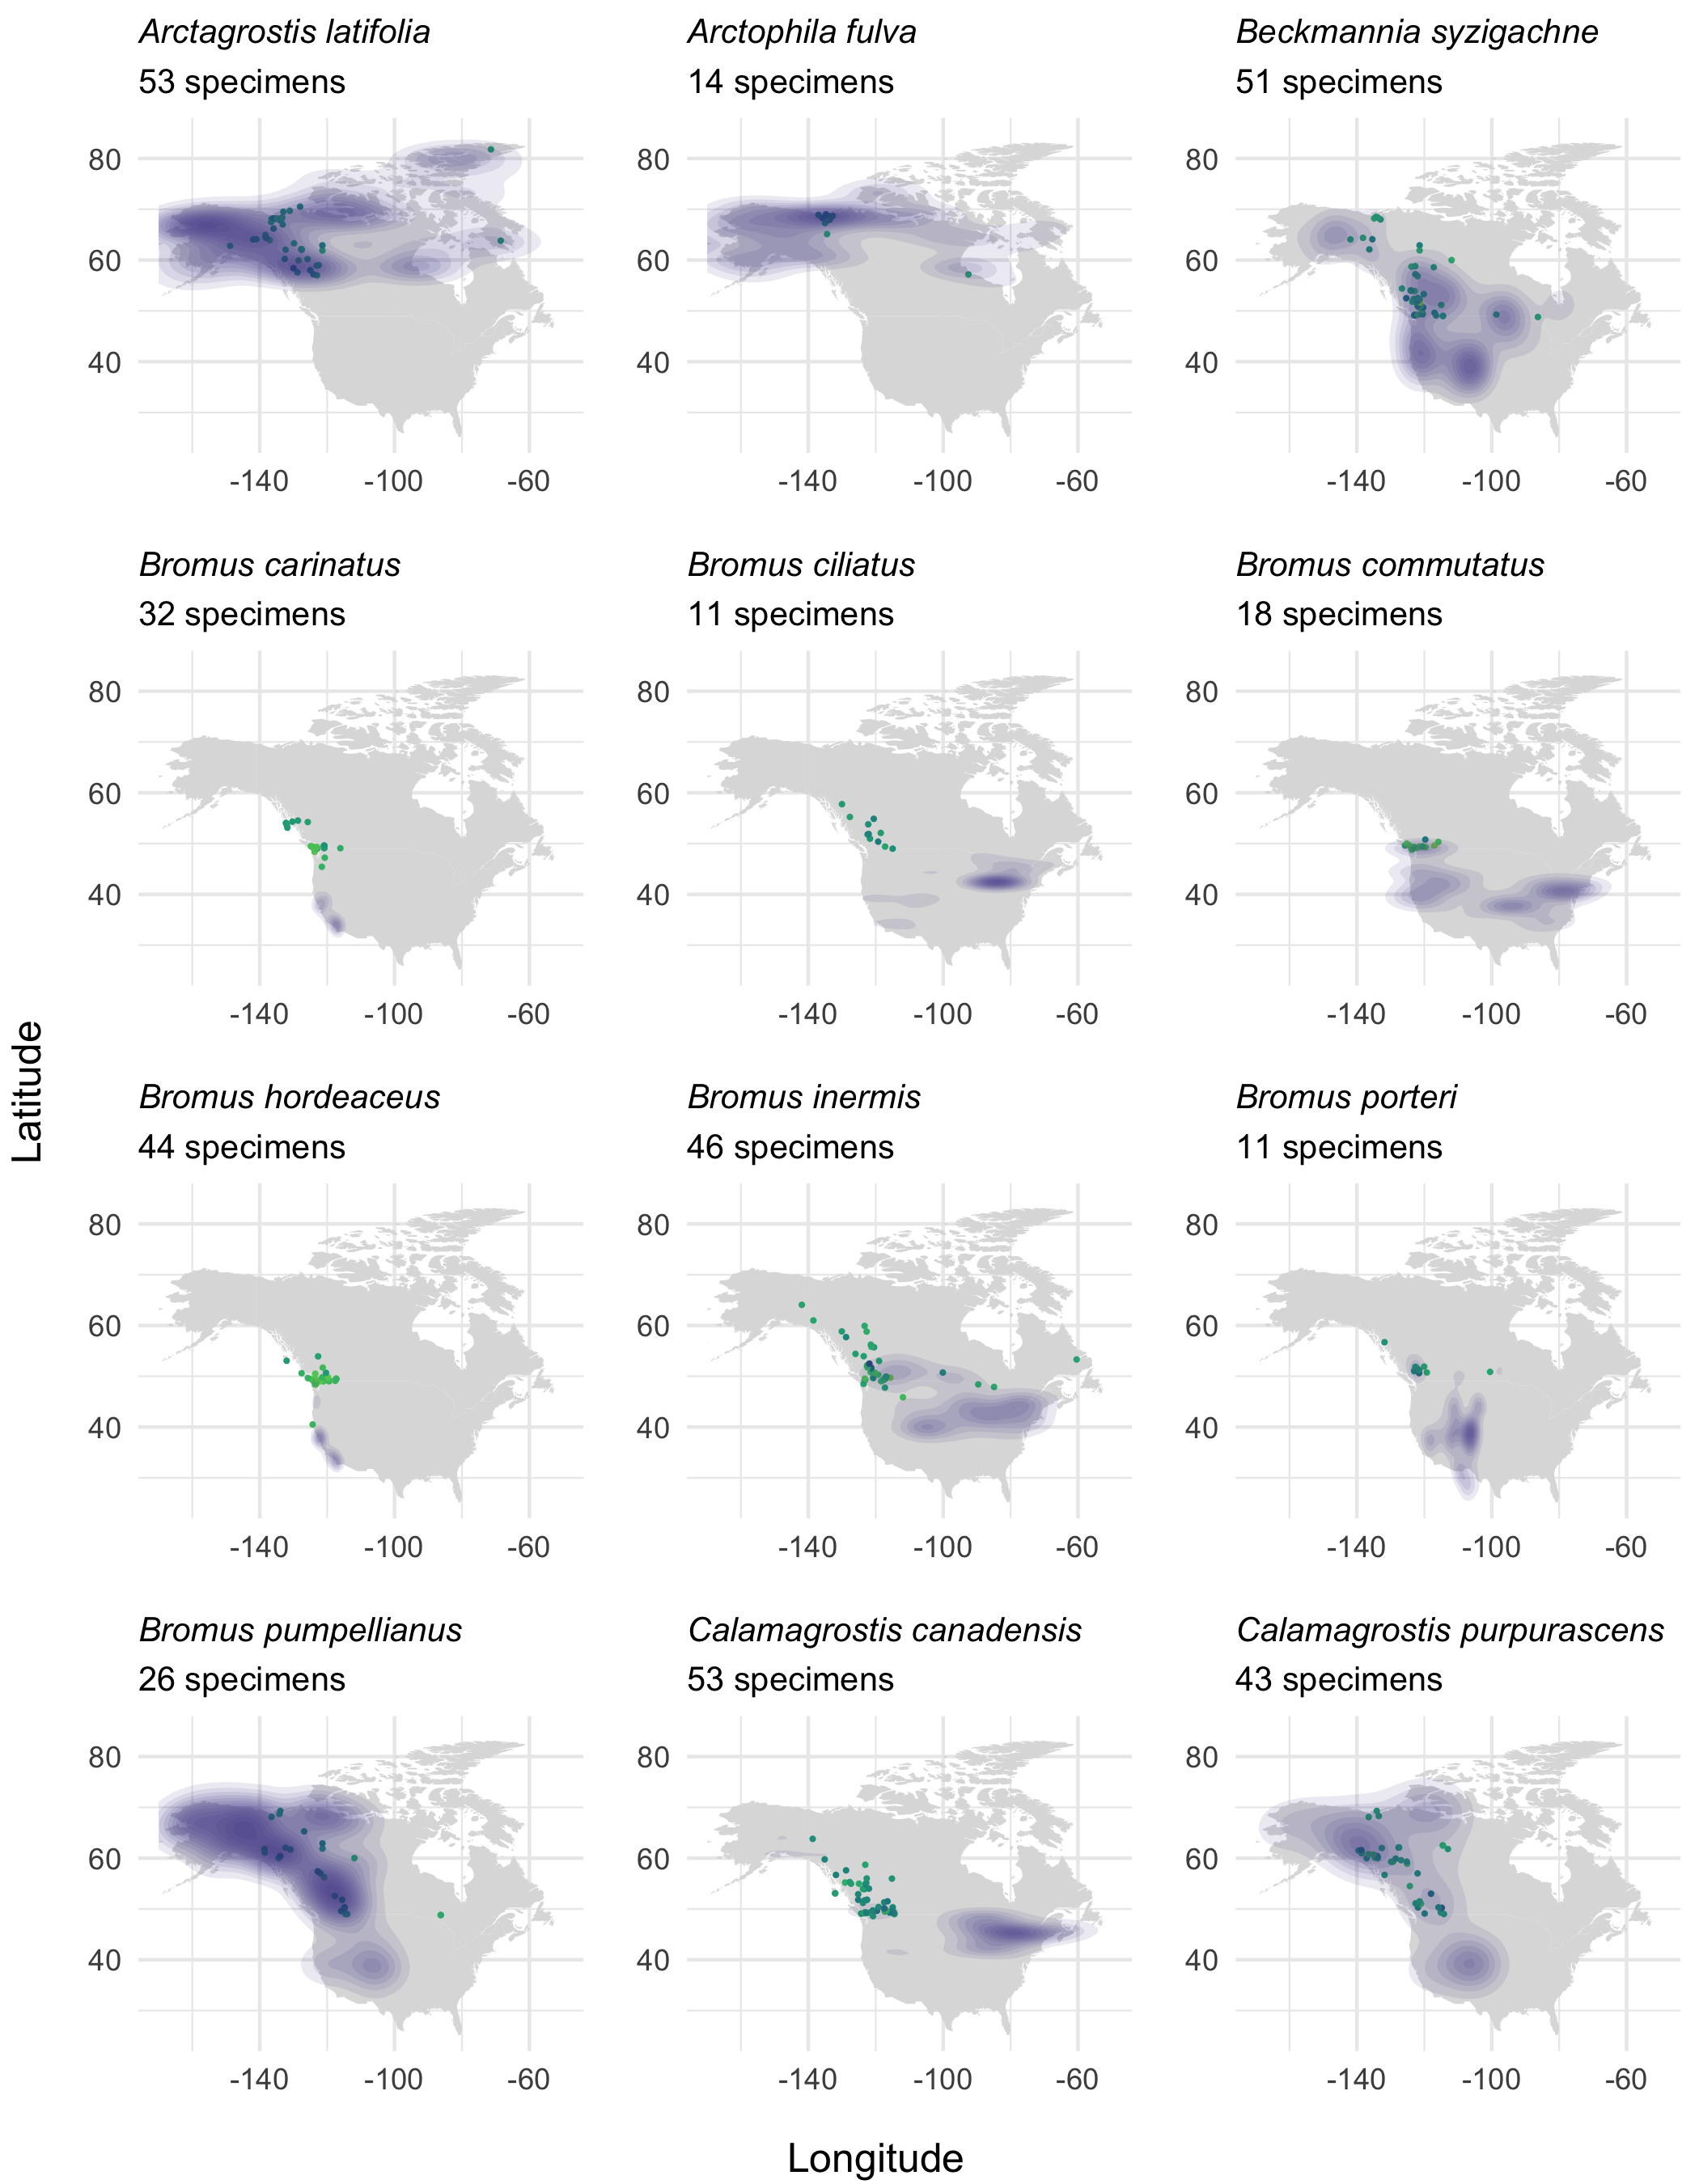 Arctagrostis latifolia
53 specimens
80
60
40
-140 -100 -60
Arctophila fulva
14 specimens
80
60
40
-140 -100 -60
Beckmannia syzigachne
51 specimens
80
60
40
-140 -100 -60
Bromus carinatus
32 specimens
80
60
40
-140 -100 -60
Bromus ciliatus
11 specimens
80
60
40
-140 -100 -60
Bromus commutatus
18 specimens
80
60
40
-140 -100 -60
Latitude
Bromus hordeaceus
44 specimens
80
60
40
-140 -100 -60
Bromus inermis
46 specimens
80
60
40
-140 -100 -60
Bromus porteri
11 specimens
80
60
40
-140 -100 -60
Bromus pumpellianus
26 specimens
80
60
40
-140 -100 -60
Calamagrostis canadensis
53 specimens
80
60
40
-140 -100 -60
Calamagrostis purpurascens
43 specimens
80
60
40
-140 -100 -60
Longitude